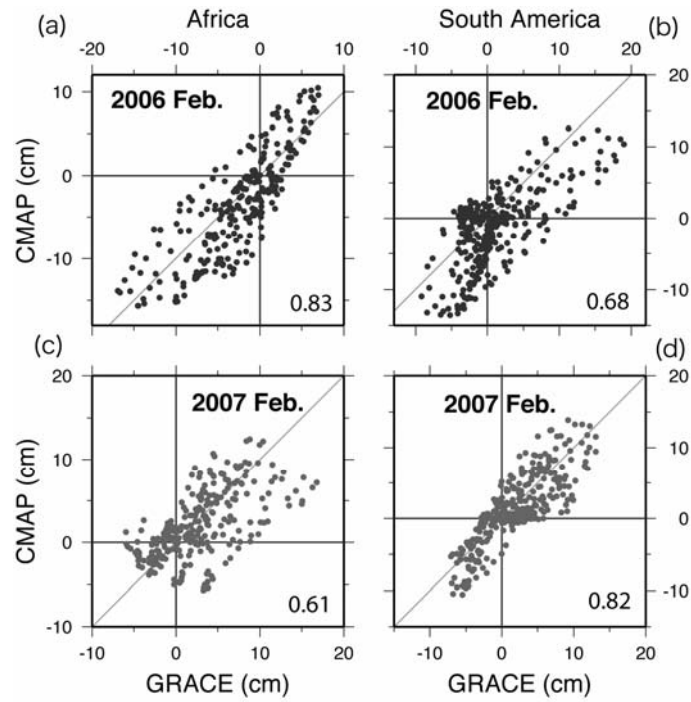 (a) Africa South America (b)
-20 -10 0 10 -10 0 10 20
10 2006 Feb. 2006 Feb. 20
10
0
CMAP (cm)
0
-10
0.83 0.68 -10
(c) (d)
20 2007 Feb. 2007 Feb. 20
10 10
CMAP (cm)
0 0
0.61 0.82
-10 -10
-10 0 10 20 -10 0 10 20
GRACE (cm) GRACE (cm)